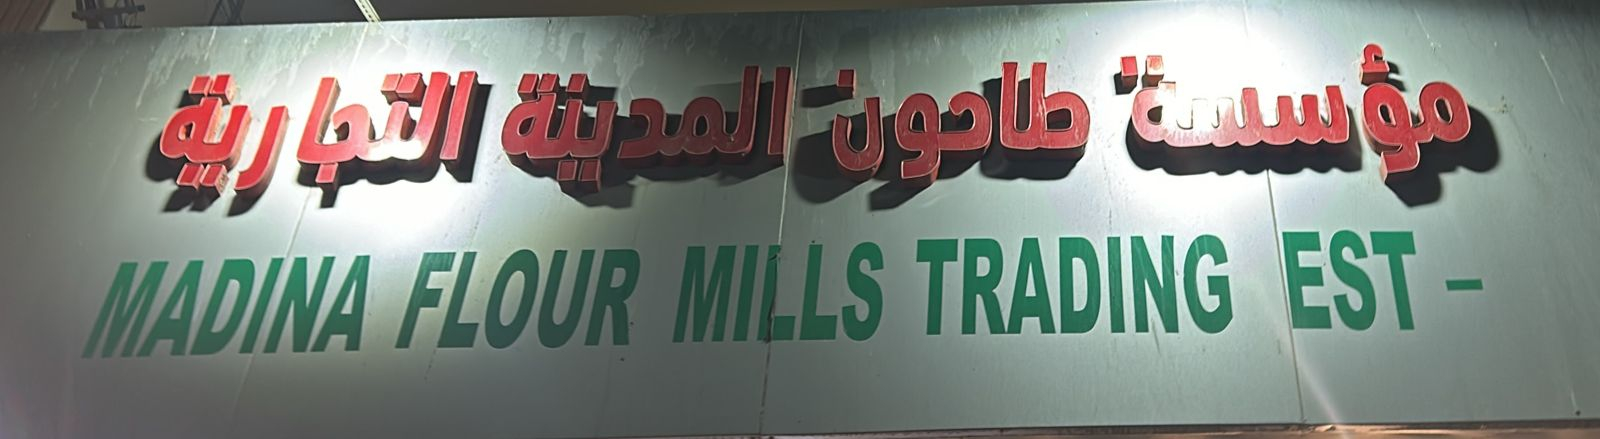 مؤسسة طاحون المدينة التجارية
MADINA FLOUR MILLS TRADING EST –